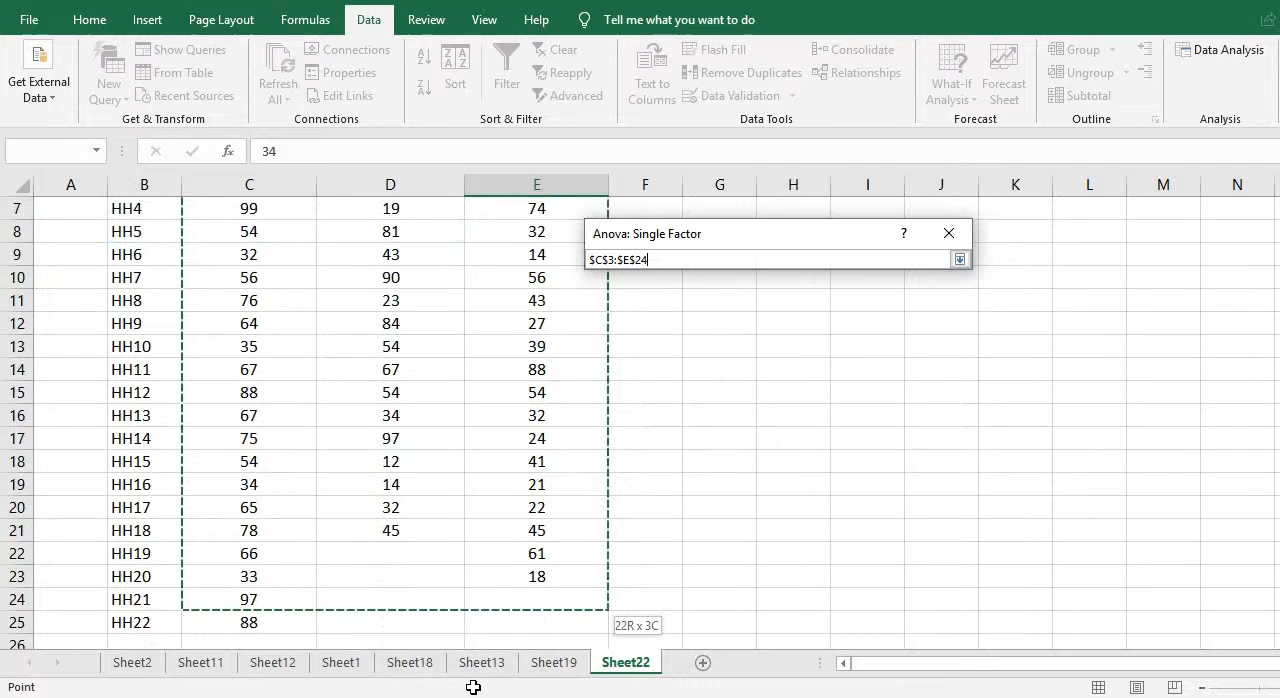 File Home Insert Page Layout Formulas Data Review View Help Tell me what you want to do
Get External Data
New Query
Show Queries
From Table
Recent Sources
Get & Transform
Refresh All
Connections
Properties
Edit Links
Connections
Sort
Filter
Clear
Reapply
Advanced
Sort & Filter
Text to Columns
Flash Fill
Remove Duplicates
Data Validation
Consolidate
Relationships
Data Tools
What-If Analysis
Forecast Sheet
Forecast
Group
Ungroup
Subtotal
Outline
Data Analysis
Analysis
fx 34
A B C D E F G H I J K L M N
7 HH4 99 19 74
8 HH5 54 81 32
9 HH6 32 43 14
10 HH7 56 90 56
11 HH8 76 23 43
12 HH9 64 84 27
13 HH10 35 54 39
14 HH11 67 67 88
15 HH12 88 54 54
16 HH13 67 34 32
17 HH14 75 97 24
18 HH15 54 12 41
19 HH16 34 14 21
20 HH17 65 32 22
21 HH18 78 45 45
22 HH19 66 61
23 HH20 33 18
24 HH21 97
25 HH22 88
26
Anova: Single Factor ?
$C$3:$E$24
22R x 3C
Sheet2 Sheet11 Sheet12 Sheet1 Sheet18 Sheet13 Sheet19 Sheet22
Point